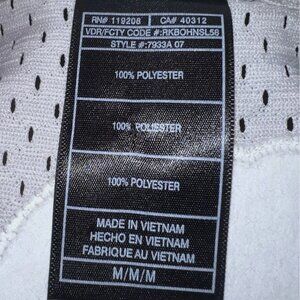 RN# 119208 CA# 40312
VDR/FCTY CODE #:RKBOHNSL58
STYLE #:7933A 07
100% POLYESTER
100% POLYESTER
100% POLYESTER
MADE IN VIETNAM
HECHO EN VIETNAM
FABRIQUE AU VIETNAM
M/M/M